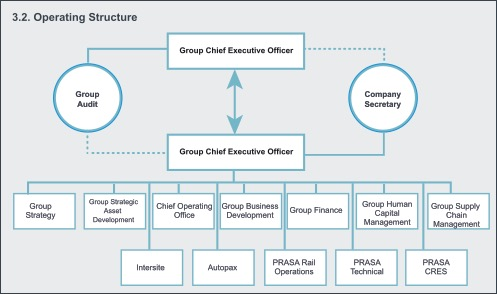 3.2. Operating Structure
Group Chief Executive Officer
Group
Audit
Company
Secretary
Group Chief Executive Officer
Group
Strategy
Group Strategic
Asset
Development
Chief Operating
Office
Group Business
Development
Group Finance
Group Human
Capital
Management
Group Supply
Chain
Management
Intersite
Autopax
PRASA Rail
Operations
PRASA
Technical
PRASA
CRES